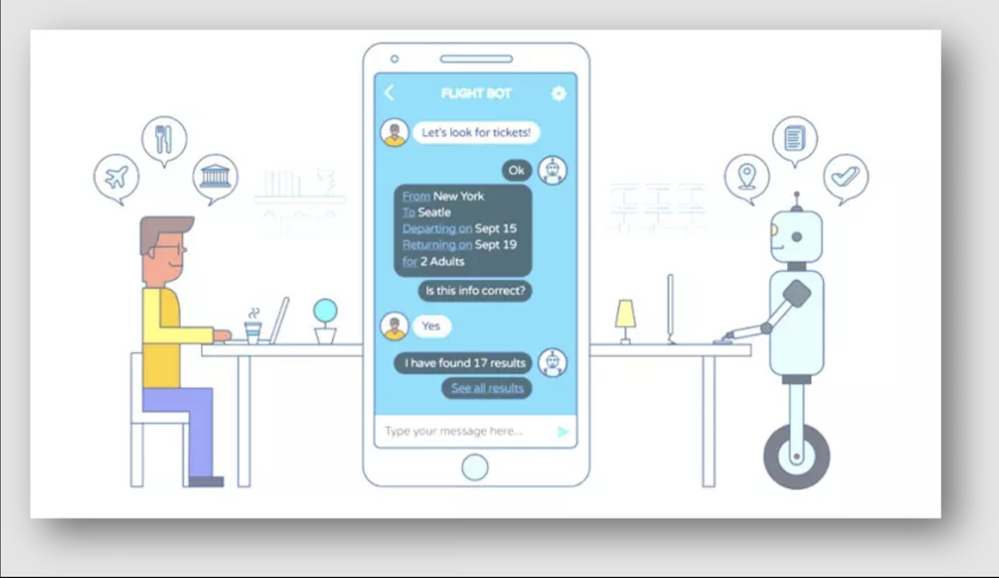 FLIGHT BOT
Let's look for tickets!
Ok
From New York
To Seatle
Departing on Sept 15
Returning on Sept 19
for 2 Adults
Is this info correct?
Yes
I have found 17 results
See all results
Type your message here...